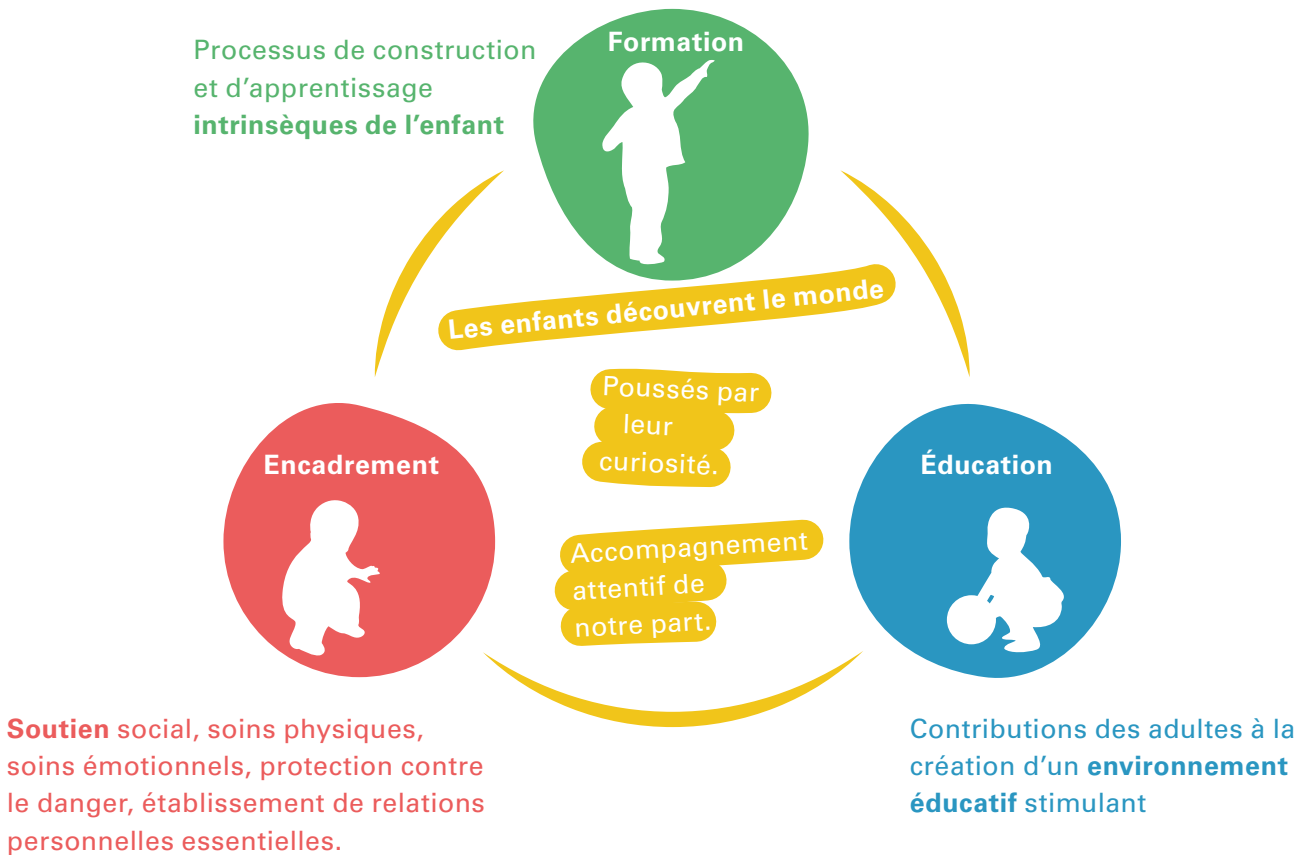 Formation
Processus de construction
et d'apprentissage
intrinsèques de l'enfant
Les enfants découvrent le monde
Poussés par
leur
curiosité.
Encadrement
Éducation
Accompagnement
attentif de
notre part.
Soutien social, soins physiques,
soins émotionnels, protection contre
le danger, établissement de relations
personnelles essentielles.
Contributions des adultes à la
création d'un environnement
éducatif stimulant